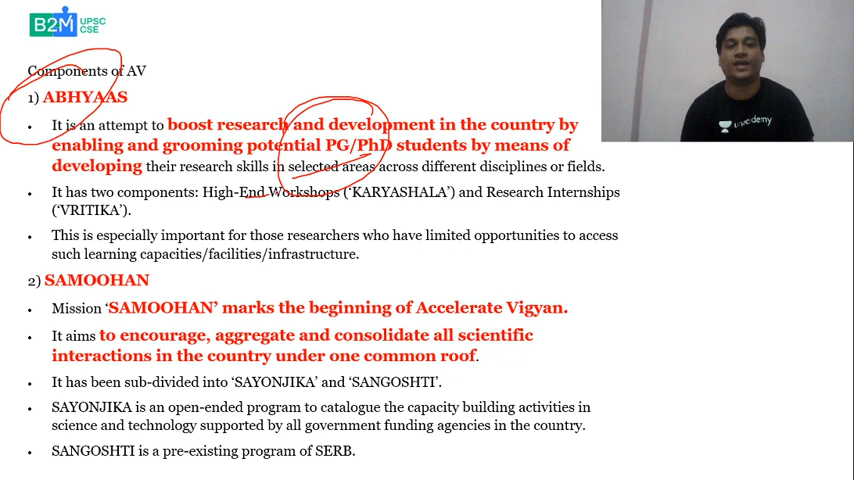 B2M UPSC
CSE
Components of AV
1) ABHYAAS
• It is an attempt to boost research and development in the country by
enabling and grooming potential PG/PhD students by means of
developing their research skills in selected areas across different disciplines or fields.
• It has two components: High-End Workshops (‘KARYASHALA’) and Research Internships
(‘VRITIKA’).
• This is especially important for those researchers who have limited opportunities to access
such learning capacities/facilities/infrastructure.
2) SAMOOHAN
• Mission ‘SAMOOHAN’ marks the beginning of Accelerate Vigyan.
• It aims to encourage, aggregate and consolidate all scientific
interactions in the country under one common roof.
• It has been sub-divided into ‘SAYONJIKA’ and ‘SANGOSHTI’.
• SAYONJIKA is an open-ended program to catalogue the capacity building activities in
science and technology supported by all government funding agencies in the country.
• SANGOSHTI is a pre-existing program of SERB.
unacademy